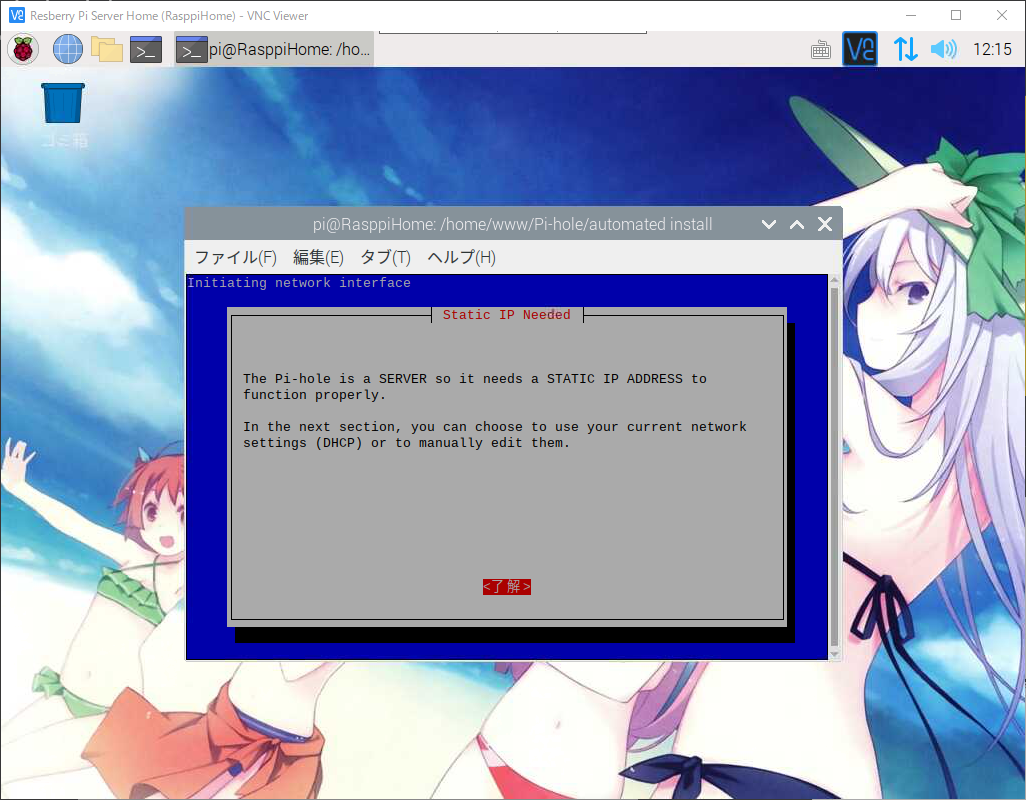 Resberry Pi Server Home (RasppiHome) - VNC Viewer
pi@RasppiHome: /ho...
12:15
ゴミ箱
pi@RasppiHome: /home/www/Pi-hole/automated install
ファイル(F) 編集(E) タブ(T) ヘルプ(H)
Initiating network interface
Static IP Needed
The Pi-hole is a SERVER so it needs a STATIC IP ADDRESS to
function properly.
In the next section, you can choose to use your current network
settings (DHCP) or to manually edit them.
<了解>